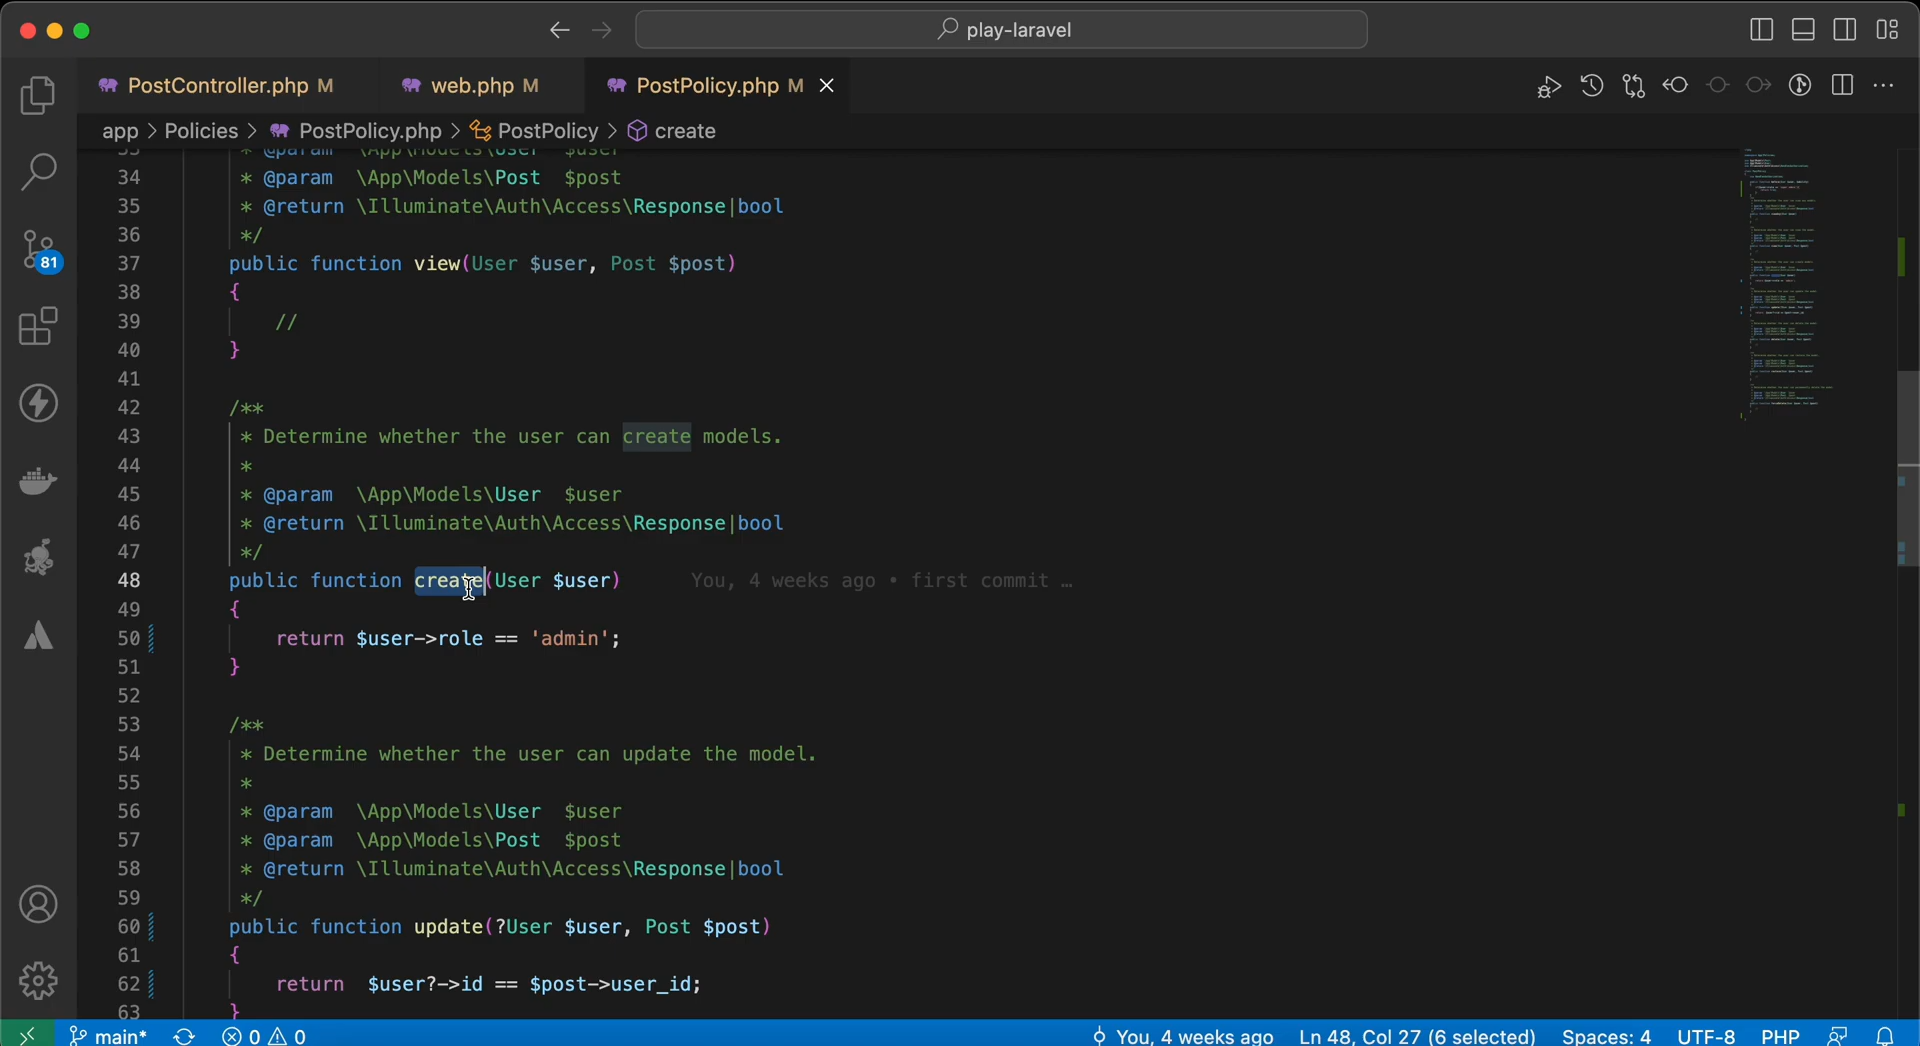 play-laravel
PostController.php M
web.php M
PostPolicy.php M
app > Policies > PostPolicy.php > PostPolicy > create
33 * @param \App\Models\User $user
34 * @param \App\Models\Post $post
35 * @return \Illuminate\Auth\Access\Response|bool
36 */
37 public function view(User $user, Post $post)
38 {
39 //
40 }
41
42 /**
43 * Determine whether the user can create models.
44 *
45 * @param \App\Models\User $user
46 * @return \Illuminate\Auth\Access\Response|bool
47 */
48 public function create(User $user) You, 4 weeks ago • first commit …
49 {
50 return $user->role == 'admin';
51 }
52
53 /**
54 * Determine whether the user can update the model.
55 *
56 * @param \App\Models\User $user
57 * @param \App\Models\Post $post
58 * @return \Illuminate\Auth\Access\Response|bool
59 */
60 public function update(?User $user, Post $post)
61 {
62 return $user?->id == $post->user_id;
63 }
81
main* 0 0 You, 4 weeks ago Ln 48, Col 27 (6 selected) Spaces: 4 UTF-8 PHP